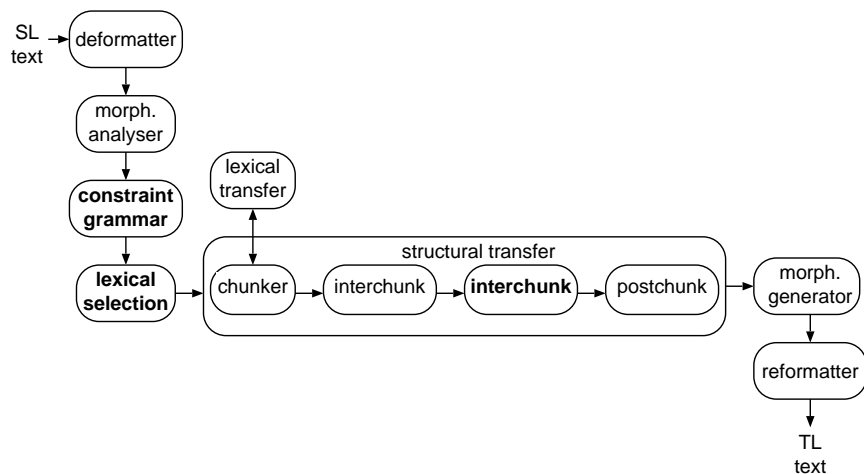 SL
text
deformatter
morph.
analyser
constraint
grammar
lexical
selection
lexical
transfer
structural transfer
chunker
interchunk
interchunk
postchunk
morph.
generator
reformatter
TL
text